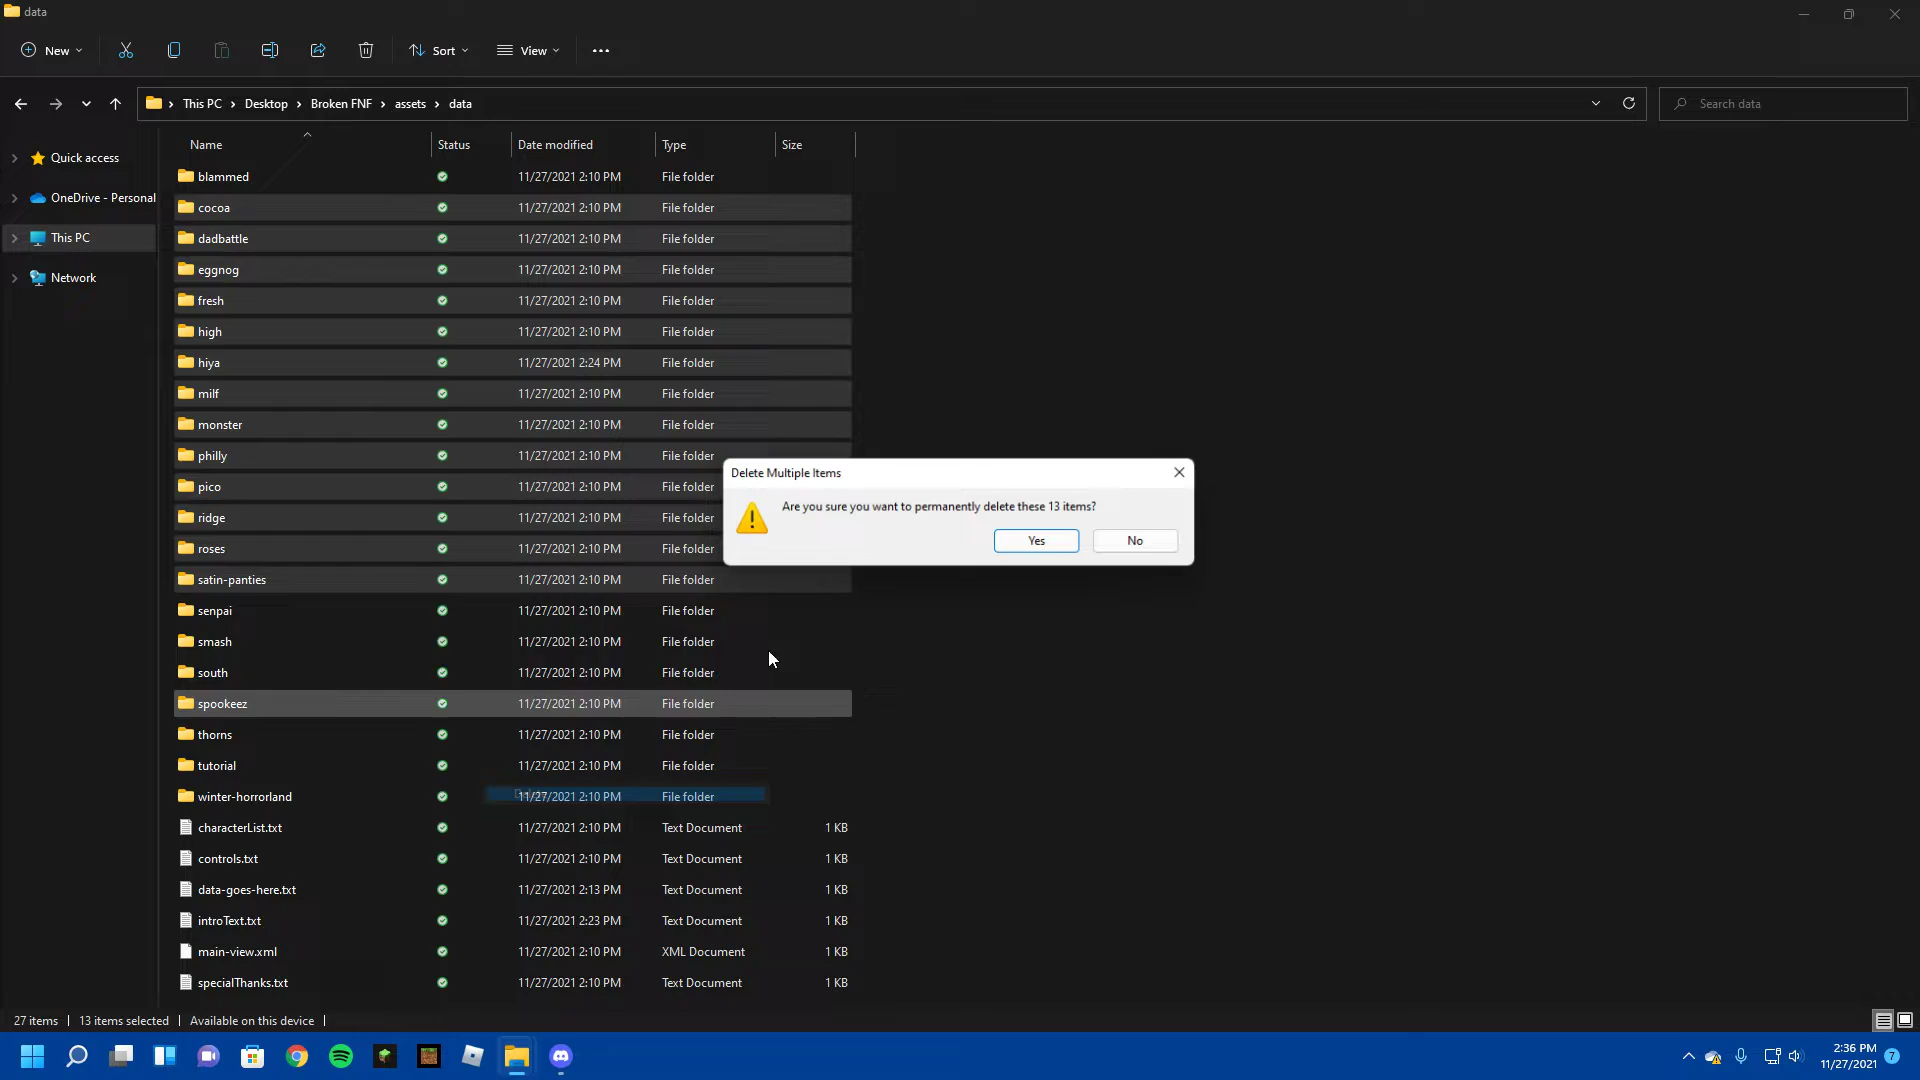 data
New
Sort
View
This PC
Desktop
Broken FNF
assets
data
Search data
Name Status Date modified Type Size
Quick access
OneDrive - Personal
This PC
Network
blammed 11/27/2021 2:10 PM File folder
cocoa 11/27/2021 2:10 PM File folder
dadbattle 11/27/2021 2:10 PM File folder
eggnog 11/27/2021 2:10 PM File folder
fresh 11/27/2021 2:10 PM File folder
high 11/27/2021 2:10 PM File folder
hiya 11/27/2021 2:24 PM File folder
milf 11/27/2021 2:10 PM File folder
monster 11/27/2021 2:10 PM File folder
philly 11/27/2021 2:10 PM File folder
pico 11/27/2021 2:10 PM File folder
ridge 11/27/2021 2:10 PM File folder
roses 11/27/2021 2:10 PM File folder
satin-panties 11/27/2021 2:10 PM File folder
senpai 11/27/2021 2:10 PM File folder
smash 11/27/2021 2:10 PM File folder
south 11/27/2021 2:10 PM File folder
spookeez 11/27/2021 2:10 PM File folder
thorns 11/27/2021 2:10 PM File folder
tutorial 11/27/2021 2:10 PM File folder
winter-horrorland 11/27/2021 2:10 PM File folder
characterList.txt 11/27/2021 2:10 PM Text Document 1 KB
controls.txt 11/27/2021 2:10 PM Text Document 1 KB
data-goes-here.txt 11/27/2021 2:13 PM Text Document 1 KB
introText.txt 11/27/2021 2:23 PM Text Document 1 KB
main-view.xml 11/27/2021 2:10 PM XML Document 1 KB
specialThanks.txt 11/27/2021 2:10 PM Text Document 1 KB
Delete Multiple Items
Are you sure you want to permanently delete these 13 items?
Yes
No
27 items
13 items selected
Available on this device
2:36 PM
11/27/2021
7